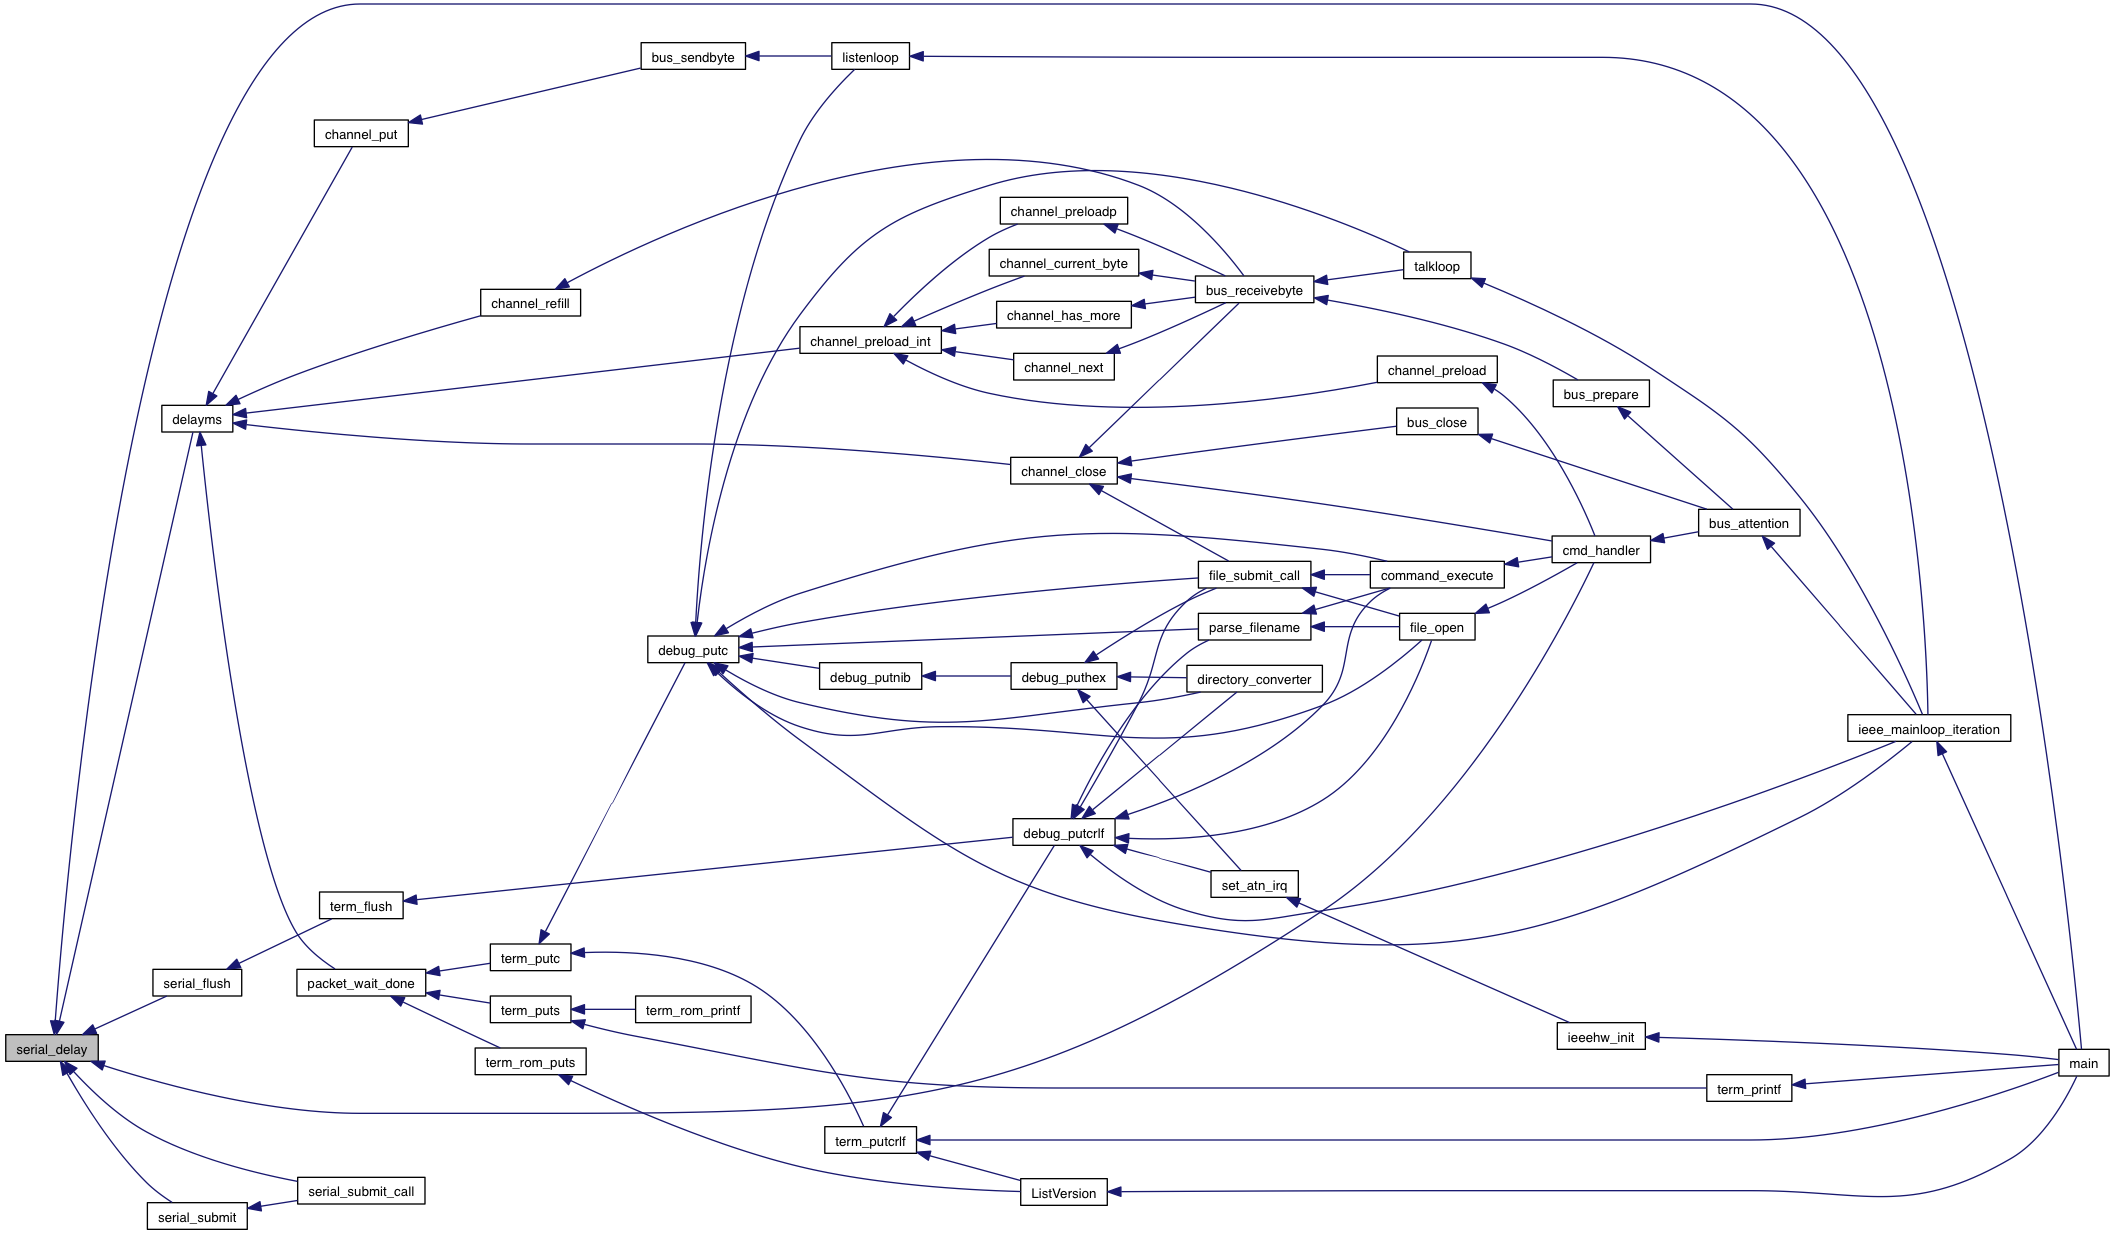 bus_sendbyte
listenloop
channel_put
channel_preloadp
channel_current_byte
talkloop
bus_receivebyte
channel_refill
channel_has_more
channel_preload_int
channel_next
channel_preload
bus_prepare
delayms
bus_close
channel_close
bus_attention
cmd_handler
file_submit_call
command_execute
parse_filename
file_open
debug_putc
debug_putnib
debug_puthex
directory_converter
ieee_mainloop_iteration
debug_putcrlf
set_atn_irq
term_flush
term_putc
serial_flush
packet_wait_done
term_puts
term_rom_printf
ieeehw_init
serial_delay
term_rom_puts
main
term_printf
term_putcrlf
serial_submit_call
ListVersion
serial_submit